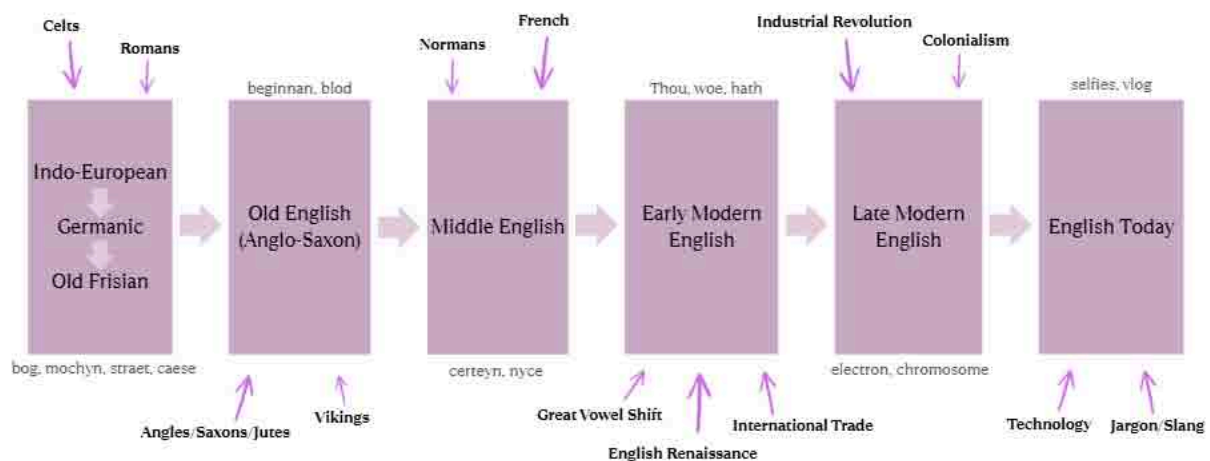 Celts
Romans
Normans
French
Industrial Revolution
Colonialism
beginnan, blod
Thou, woe, hath
selfies, vlog
Indo-European
Germanic
Old Frisian
Old English
(Anglo-Saxon)
Middle English
Early Modern
English
Late Modern
English
English Today
bog, mochyn, straet, caese
certeyn, nyce
electron, chromosome
Angles/Saxons/Jutes
Vikings
Great Vowel Shift
English Renaissance
International Trade
Technology
Jargon/Slang